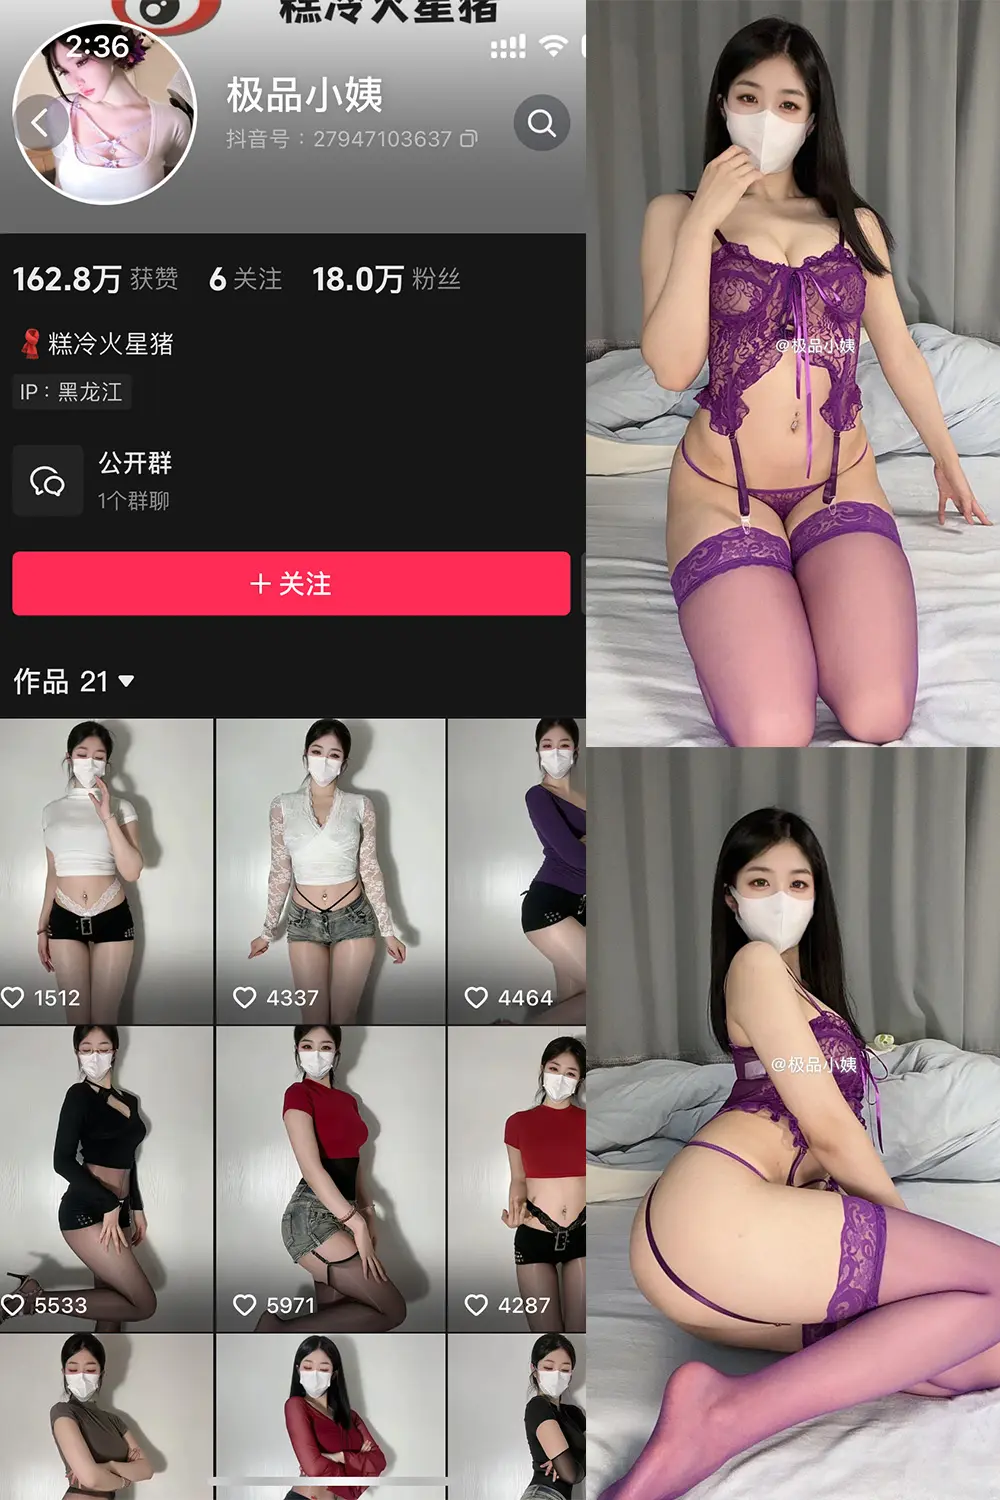 糕冷火星猪
2:36
极品小姨
抖音号：27947103637
162.8万 获赞 6 关注 18.0万 粉丝
糕冷火星猪
IP：黑龙江
公开群
1个群聊
+ 关注
作品 21
1512
4337
4464
5533
5971
4287
@极品小姨
@极品小姨